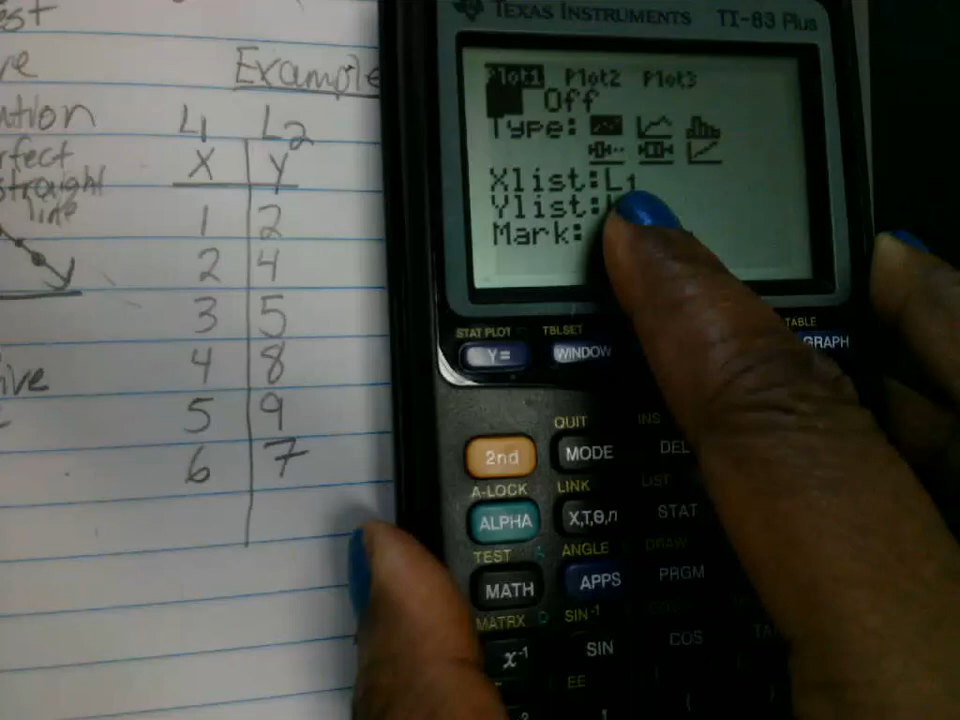 Example
L1 L2
X Y
1 2
2 4
3 5
4 8
5 9
6 7
straight
line
TEXAS INSTRUMENTS TI-83 Plus
Plot1 Plot2 Plot3
Off
Type:
Xlist:L1
Ylist:
Mark:
STAT PLOT TBLSET TABLE
Y= WINDOW GRAPH
QUIT INS
2nd MODE DEL
A-LOCK LINK LIST
ALPHA X,T,θ,n STAT
TEST A ANGLE DRAW
MATH APPS PRGM
MATRX D SIN-1
x-1 SIN COS
EE